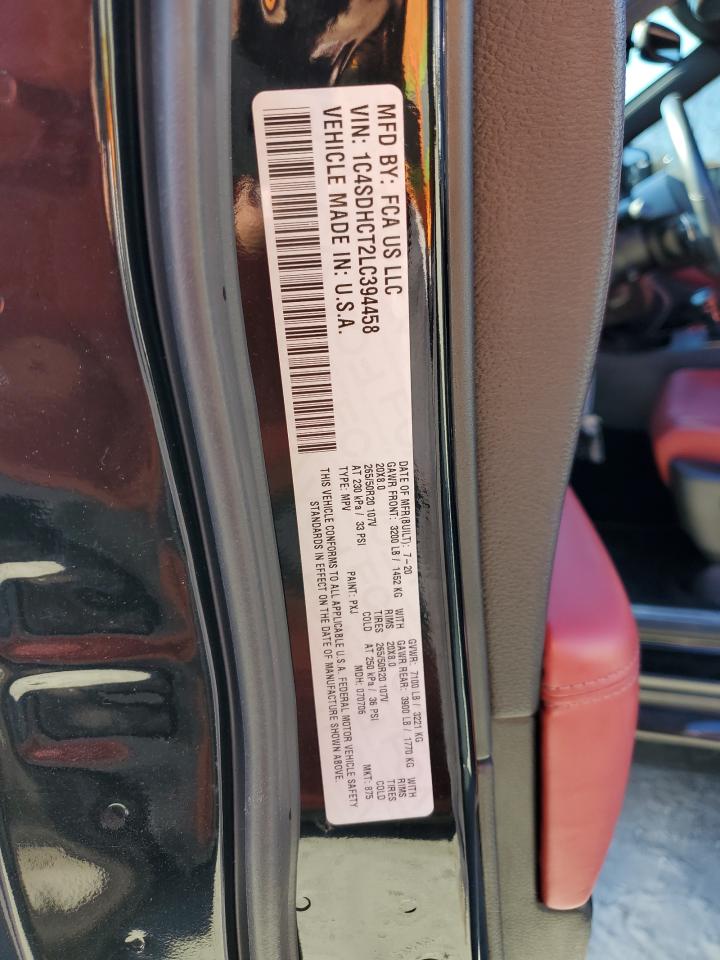 MFD BY: FCA US LLC
VIN: 1C4SDHCT2LC394458
VEHICLE MADE IN: U.S.A.
DATE OF MFR(BUILT): 7-20 GVWR: 7100 LB / 3221 KG
GAWR FRONT: 3200 LB / 1452 KG WITH GAWR REAR: 3900 LB / 1770 KG WITH
20X8.0 RIMS 20X8.0 RIMS
265/50R20 107V TIRES 265/50R20 107V TIRES
AT 230 kPa / 33 PSI COLD AT 250 kPa / 36 PSI COLD
TYPE: MPV PAINT: PXJ MDH: 070706 MKT: 875
THIS VEHICLE CONFORMS TO ALL APPLICABLE U.S.A. FEDERAL MOTOR VEHICLE SAFETY
STANDARDS IN EFFECT ON THE DATE OF MANUFACTURE SHOWN ABOVE.